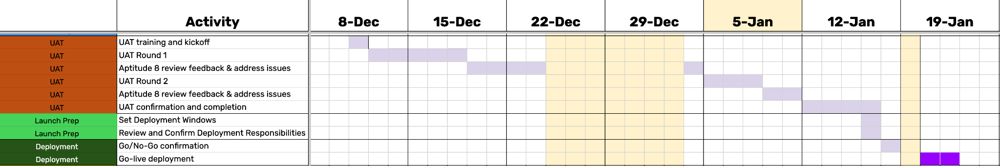 Activity 8-Dec 15-Dec 22-Dec 29-Dec 5-Jan 12-Jan 19-Jan
UAT UAT training and kickoff
UAT UAT Round 1
UAT Aptitude 8 review feedback & address issues
UAT UAT Round 2
UAT Aptitude 8 review feedback & address issues
UAT UAT confirmation and completion
Launch Prep Set Deployment Windows
Launch Prep Review and Confirm Deployment Responsibilities
Deployment Go/No-Go confirmation
Deployment Go-live deployment